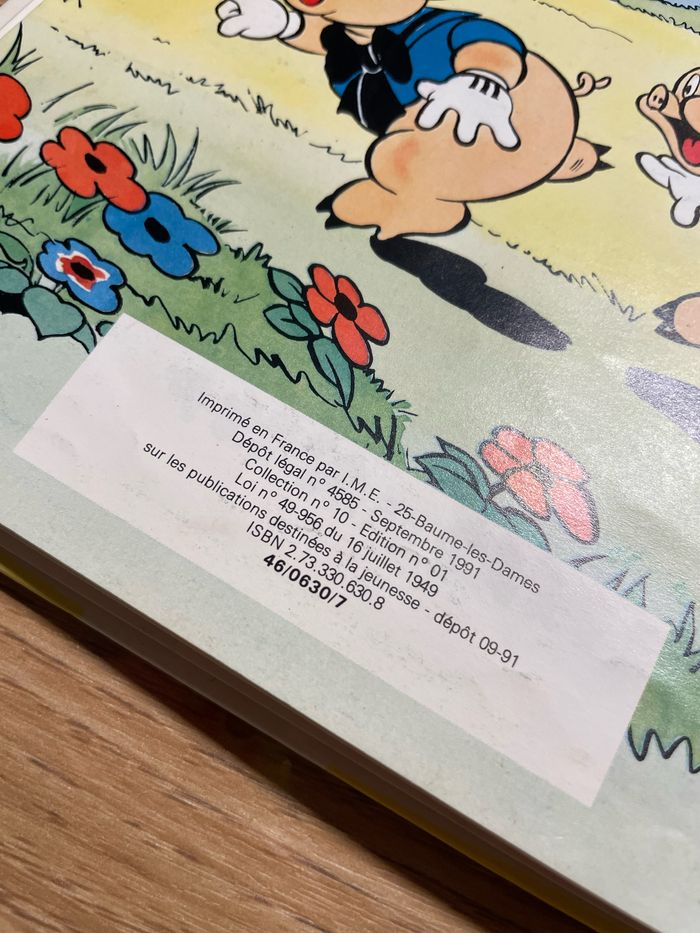 Imprimé en France par I.M.E. - 25-Baume-les-Dames
Dépôt légal n° 4585 - Septembre 1991
Collection n° 10 - Edition n° 01
Loi n° 49-956 du 16 juillet 1949
sur les publications destinées à la jeunesse - dépôt 09-91
ISBN 2.73.330.630.8
46/0630/7